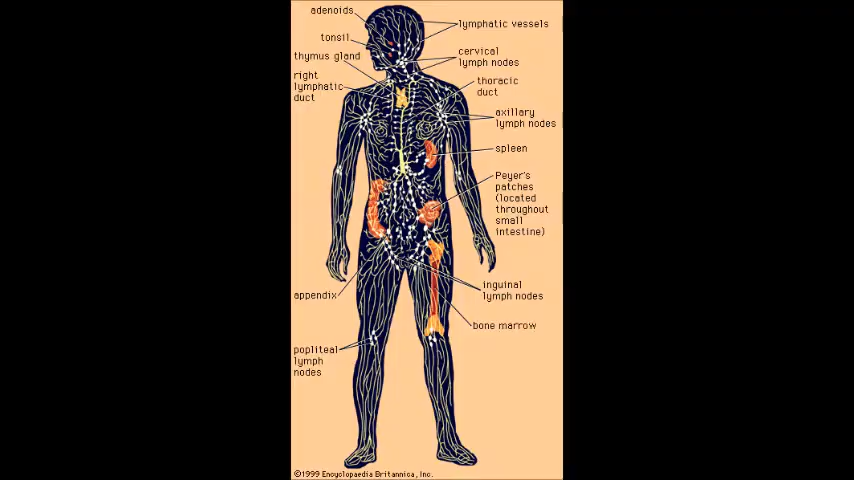 adenoids
tonsil
thymus gland
right
lymphatic
duct
lymphatic vessels
cervical
lymph nodes
thoracic
duct
axillary
lymph nodes
spleen
Peyer's
patches
(located
throughout
small
intestine)
appendix
inguinal
lymph nodes
bone marrow
popliteal
lymph
nodes
©1999 Encyclopaedia Britannica, Inc.